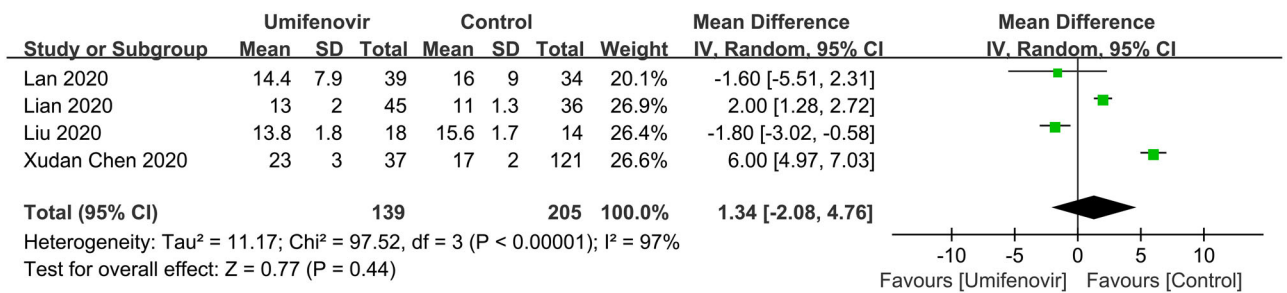 Umifenovir Control Mean Difference Mean Difference
Study or Subgroup Mean SD Total Mean SD Total Weight IV, Random, 95% CI IV, Random, 95% CI
Lan 2020 14.4 7.9 39 16 9 34 20.1% -1.60 [-5.51, 2.31]
Lian 2020 13 2 45 11 1.3 36 26.9% 2.00 [1.28, 2.72]
Liu 2020 13.8 1.8 18 15.6 1.7 14 26.4% -1.80 [-3.02, -0.58]
Xudan Chen 2020 23 3 37 17 2 121 26.6% 6.00 [4.97, 7.03]
Total (95% CI) 139 205 100.0% 1.34 [-2.08, 4.76]
Heterogeneity: Tau² = 11.17; Chi² = 97.52, df = 3 (P < 0.00001); I² = 97%
Test for overall effect: Z = 0.77 (P = 0.44)
-10 -5 0 5 10
Favours [Umifenovir] Favours [Control]